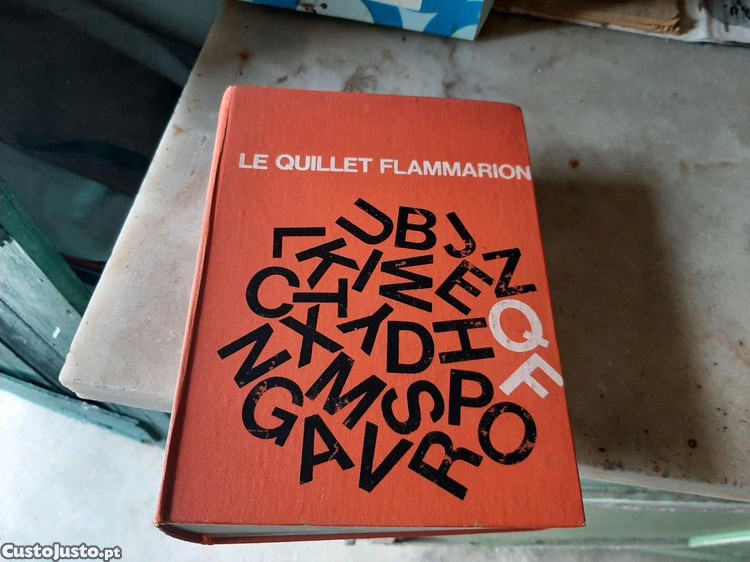 LE QUILLET FLAMMARION
U B J
L K I W E N
C T Y D H Q
N X M S P F
G A V R O
CustoJusto.pt